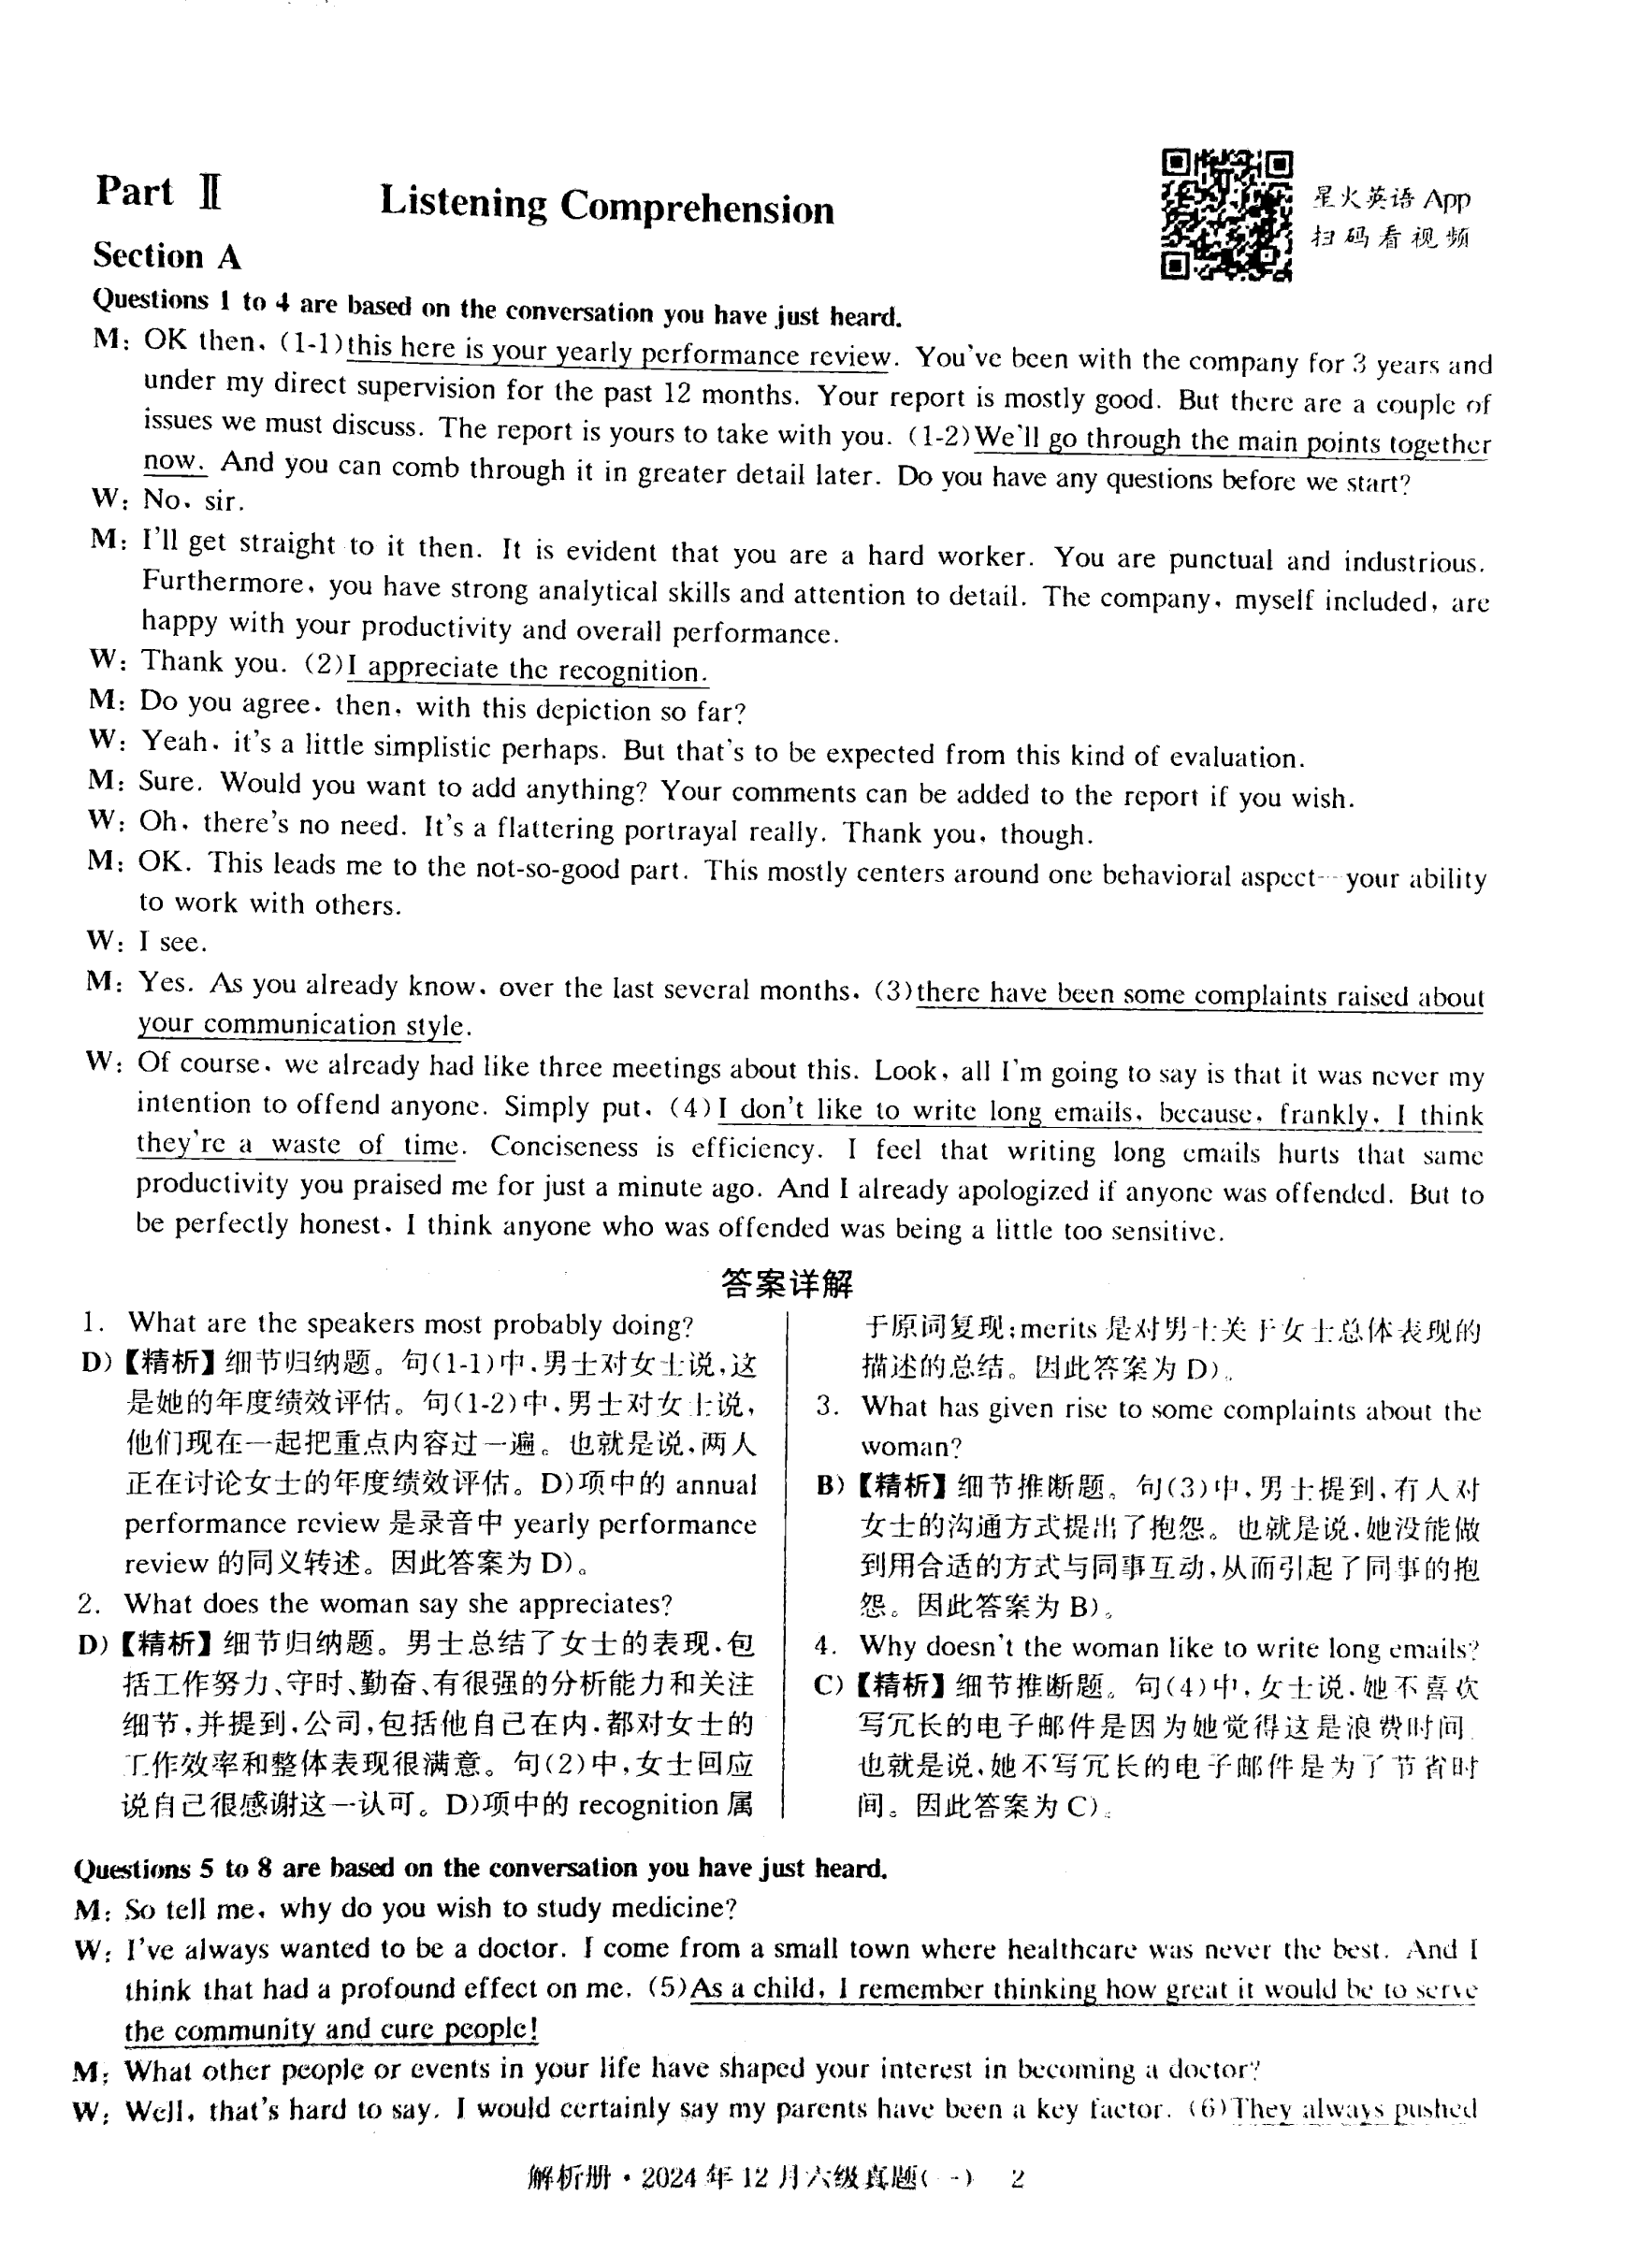 Part Ⅱ Listening Comprehension
星火英语 App
扫码看视频
Section A
Questions 1 to 4 are based on the conversation you have just heard.
M: OK then, (1-1)this here is your yearly performance review. You've been with the company for 3 years and
under my direct supervision for the past 12 months. Your report is mostly good. But there are a couple of
issues we must discuss. The report is yours to take with you. (1-2)We'll go through the main points together
now. And you can comb through it in greater detail later. Do you have any questions before we start?
W: No, sir.
M: I'll get straight to it then. It is evident that you are a hard worker. You are punctual and industrious.
Furthermore, you have strong analytical skills and attention to detail. The company, myself included, are
happy with your productivity and overall performance.
W: Thank you. (2)I appreciate the recognition.
M: Do you agree, then, with this depiction so far?
W: Yeah, it's a little simplistic perhaps. But that's to be expected from this kind of evaluation.
M: Sure. Would you want to add anything? Your comments can be added to the report if you wish.
W: Oh, there's no need. It's a flattering portrayal really. Thank you, though.
M: OK. This leads me to the not-so-good part. This mostly centers around one behavioral aspect—your ability
to work with others.
W: I see.
M: Yes. As you already know, over the last several months, (3)there have been some complaints raised about
your communication style.
W: Of course, we already had like three meetings about this. Look, all I'm going to say is that it was never my
intention to offend anyone. Simply put, (4)I don't like to write long emails, because, frankly, I think
they're a waste of time. Conciseness is efficiency. I feel that writing long emails hurts that same
productivity you praised me for just a minute ago. And I already apologized if anyone was offended. But to
be perfectly honest, I think anyone who was offended was being a little too sensitive.
答案详解
1. What are the speakers most probably doing?
D)【精析】细节归纳题。句(1-1)中,男士对女士说,这
是她的年度绩效评估。句(1-2)中,男士对女士说,
他们现在一起把重点内容过一遍。也就是说,两人
正在讨论女士的年度绩效评估。D)项中的 annual
performance review 是录音中 yearly performance
review 的同义转述。因此答案为 D)。
2. What does the woman say she appreciates?
D)【精析】细节归纳题。男士总结了女士的表现,包
括工作努力、守时、勤奋、有很强的分析能力和关注
细节,并提到,公司,包括他自己在内,都对女士的
工作效率和整体表现很满意。句(2)中,女士回应
说自己很感谢这一认可。D)项中的 recognition 属
于原词复现;merits 是对男士关于女士总体表现的
描述的总结。因此答案为 D)。
3. What has given rise to some complaints about the
woman?
B)【精析】细节推断题。句(3)中,男士提到,有人对
女士的沟通方式提出了抱怨。也就是说,她没能做
到用合适的方式与同事互动,从而引起了同事的抱
怨。因此答案为 B)。
4. Why doesn't the woman like to write long emails?
C)【精析】细节推断题。句(4)中,女士说,她不喜欢
写冗长的电子邮件是因为她觉得这是浪费时间。
也就是说,她不写冗长的电子邮件是为了节省时
间。因此答案为 C)。
Questions 5 to 8 are based on the conversation you have just heard.
M: So tell me, why do you wish to study medicine?
W: I've always wanted to be a doctor. I come from a small town where healthcare was never the best. And I
think that had a profound effect on me. (5)As a child, I remember thinking how great it would be to serve
the community and cure people!
M: What other people or events in your life have shaped your interest in becoming a doctor?
W: Well, that's hard to say. I would certainly say my parents have been a key factor. (6)They always pushed
解析册·2024 年 12 月六级真题(一) 2